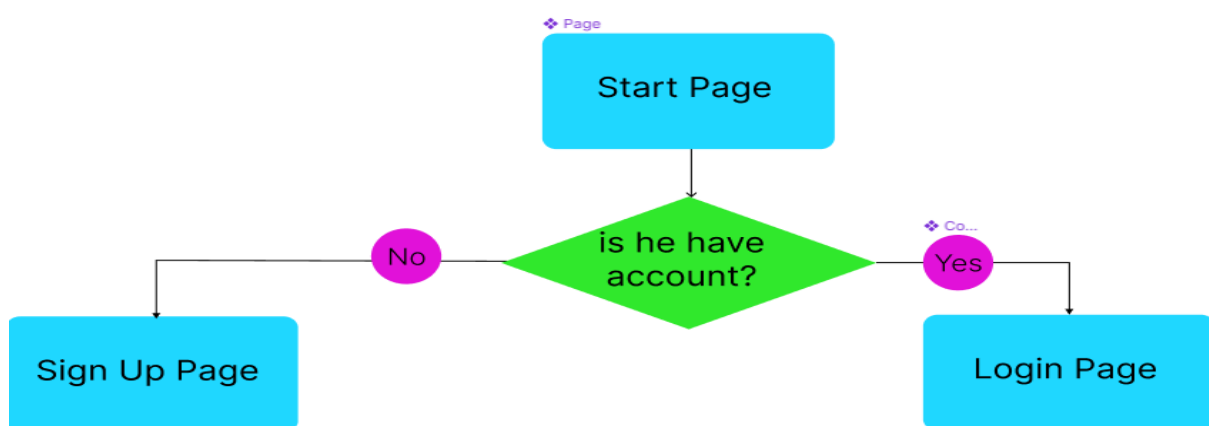 Page
Start Page
is he have
account?
No
Co...
Yes
Sign Up Page
Login Page